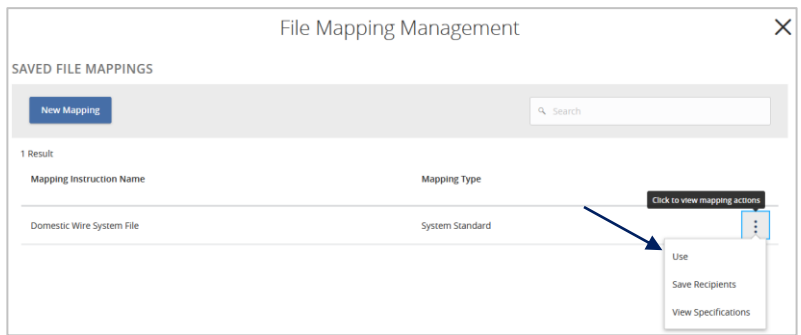 File Mapping Management
SAVED FILE MAPPINGS
New Mapping
Search
1 Result
Mapping Instruction Name
Mapping Type
Click to view mapping actions
Domestic Wire System File
System Standard
Use
Save Recipients
View Specifications